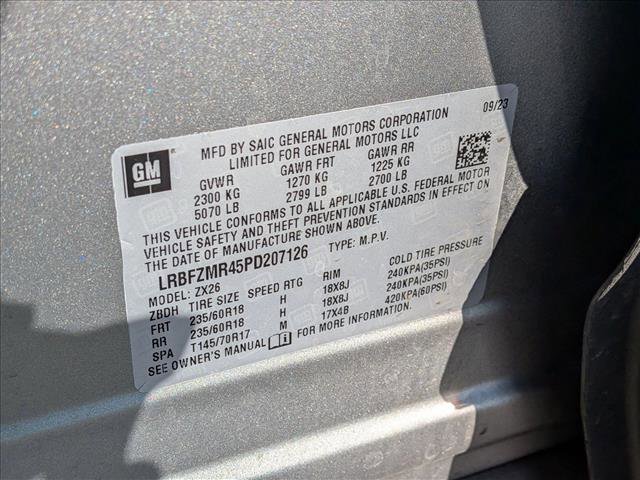 09/23
GM
MFD BY SAIC GENERAL MOTORS CORPORATION
LIMITED FOR GENERAL MOTORS LLC
GVWR GAWR FRT GAWR RR
2300 KG 1270 KG 1225 KG
5070 LB 2799 LB 2700 LB
THIS VEHICLE CONFORMS TO ALL APPLICABLE U.S. FEDERAL MOTOR
VEHICLE SAFETY AND THEFT PREVENTION STANDARDS IN EFFECT ON
THE DATE OF MANUFACTURE SHOWN ABOVE.
LRBFZMR45PD207126 TYPE: M.P.V.
MODEL: ZX26
ZBDH TIRE SIZE SPEED RTG RIM COLD TIRE PRESSURE
FRT 235/60R18 H 18X8J 240KPA(35PSI)
RR 235/60R18 H 18X8J 240KPA(35PSI)
SPA T145/70R17 M 17X4B 420KPA(60PSI)
SEE OWNER'S MANUAL FOR MORE INFORMATION.